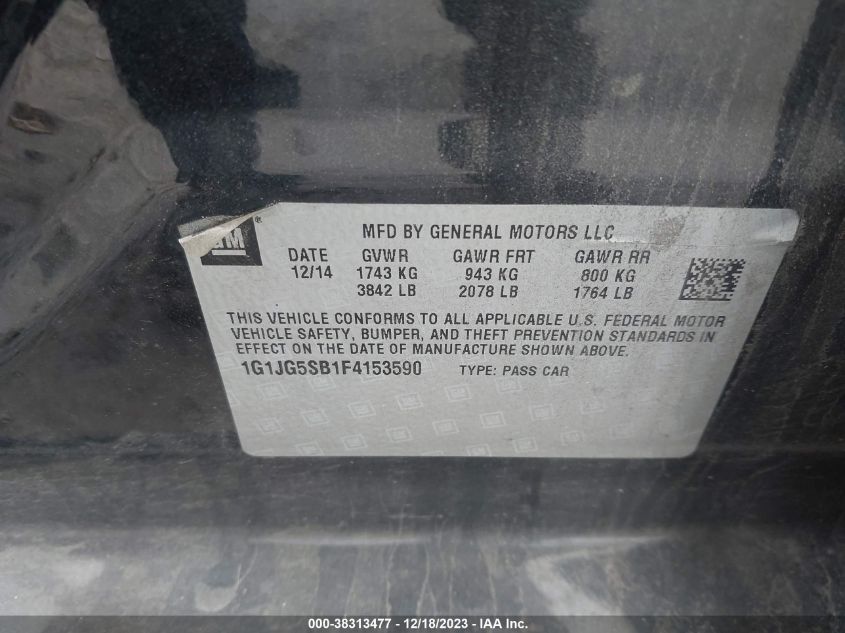 GM ®
MFD BY GENERAL MOTORS LLC
DATE GVWR GAWR FRT GAWR RR
12/14 1743 KG 943 KG 800 KG
3842 LB 2078 LB 1764 LB
THIS VEHICLE CONFORMS TO ALL APPLICABLE U.S. FEDERAL MOTOR
VEHICLE SAFETY, BUMPER, AND THEFT PREVENTION STANDARDS IN
EFFECT ON THE DATE OF MANUFACTURE SHOWN ABOVE.
1G1JG5SB1F4153590 TYPE: PASS CAR
000-38313477 - 12/18/2023 - IAA Inc.